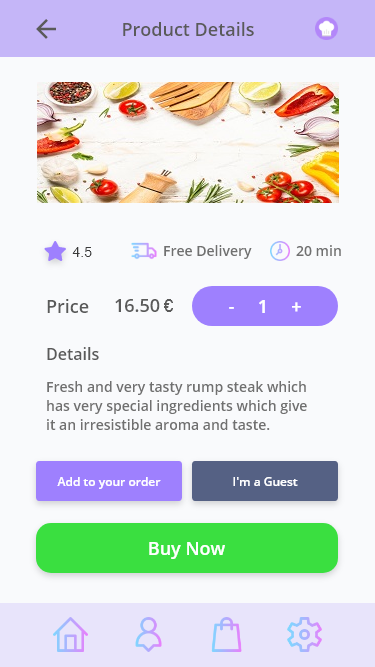 Product Details
4.5
Free Delivery
20 min
Price
16.50 €
- 1 +
Details
Fresh and very tasty rump steak which
has very special ingredients which give
it an irresistible aroma and taste.
Add to your order
I'm a Guest
Buy Now